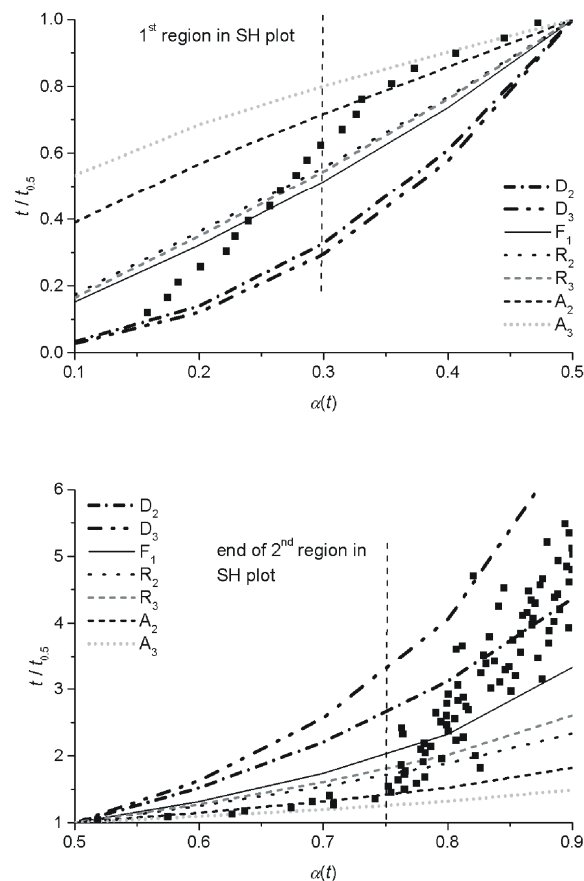 1.0
0.8
0.6
0.4
0.2
0.0
t / t0.5
1st region in SH plot
D2
D3
F1
R2
R3
A2
A3
0.1 0.2 0.3 0.4 0.5
α(t)
6
5
4
3
2
1
t / t0.5
D2
D3
F1
R2
R3
A2
A3
end of 2nd region in
SH plot
0.5 0.6 0.7 0.8 0.9
α(t)